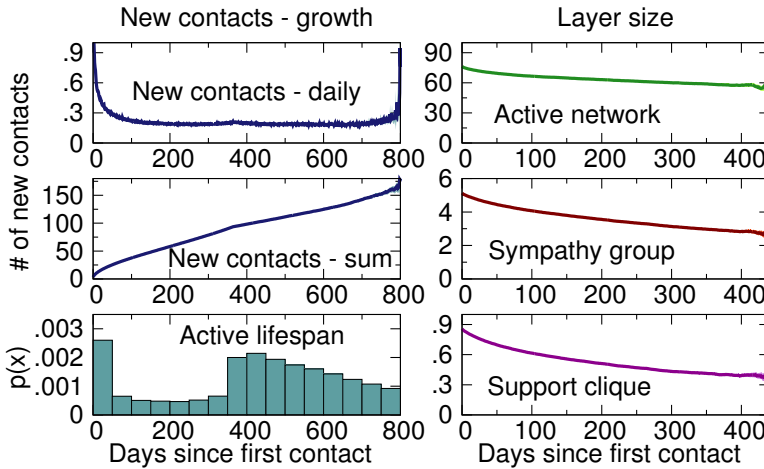 New contacts - growth
Layer size
# of new contacts
.9
.6
.3
0
New contacts - daily
0 200 400 600 800
90
60
30
0
Active network
0 100 200 300 400
150
100
50
0
New contacts - sum
0 200 400 600 800
6
4
2
0
Sympathy group
0 100 200 300 400
p(x)
.003
.002
.001
0
Active lifespan
0 200 400 600 800
Days since first contact
.9
.6
.3
0
Support clique
0 100 200 300 400
Days since first contact